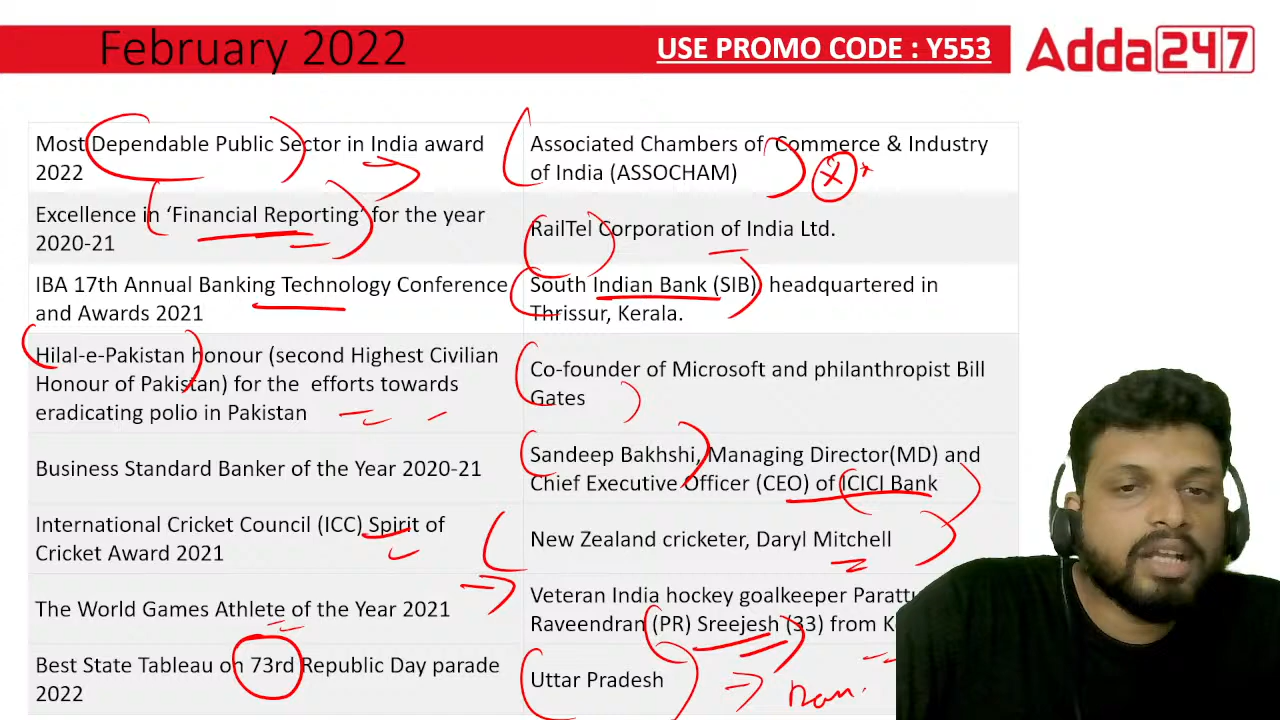 February 2022
USE PROMO CODE : Y553
Adda247
Most Dependable Public Sector in India award
2022
Associated Chambers of Commerce & Industry
of India (ASSOCHAM)
Excellence in ‘Financial Reporting’ for the year
2020-21
RailTel Corporation of India Ltd.
IBA 17th Annual Banking Technology Conference
and Awards 2021
South Indian Bank (SIB), headquartered in
Thrissur, Kerala.
Hilal-e-Pakistan honour (second Highest Civilian
Honour of Pakistan) for the efforts towards
eradicating polio in Pakistan
Co-founder of Microsoft and philanthropist Bill
Gates
Business Standard Banker of the Year 2020-21
Sandeep Bakhshi, Managing Director(MD) and
Chief Executive Officer (CEO) of ICICI Bank
International Cricket Council (ICC) Spirit of
Cricket Award 2021
New Zealand cricketer, Daryl Mitchell
The World Games Athlete of the Year 2021
Veteran India hockey goalkeeper
Raveendran (PR) Sreejesh (33) from
Best State Tableau on 73rd Republic Day parade
2022
Uttar Pradesh